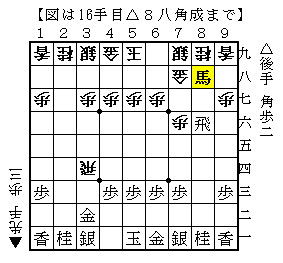 【図は16手目△８八角成まで】
1 2 3 4 5 6 7 8 9
香 桂 銀 金 玉 銀 桂 香 九
金 馬 八
歩 歩 歩 歩 歩 歩 七
歩 飛 六
五
飛 四
歩 歩 歩 歩 歩 歩 三
金 二
香 桂 銀 玉 金 銀 桂 香 一
△後手 角歩二
▲先手 歩三